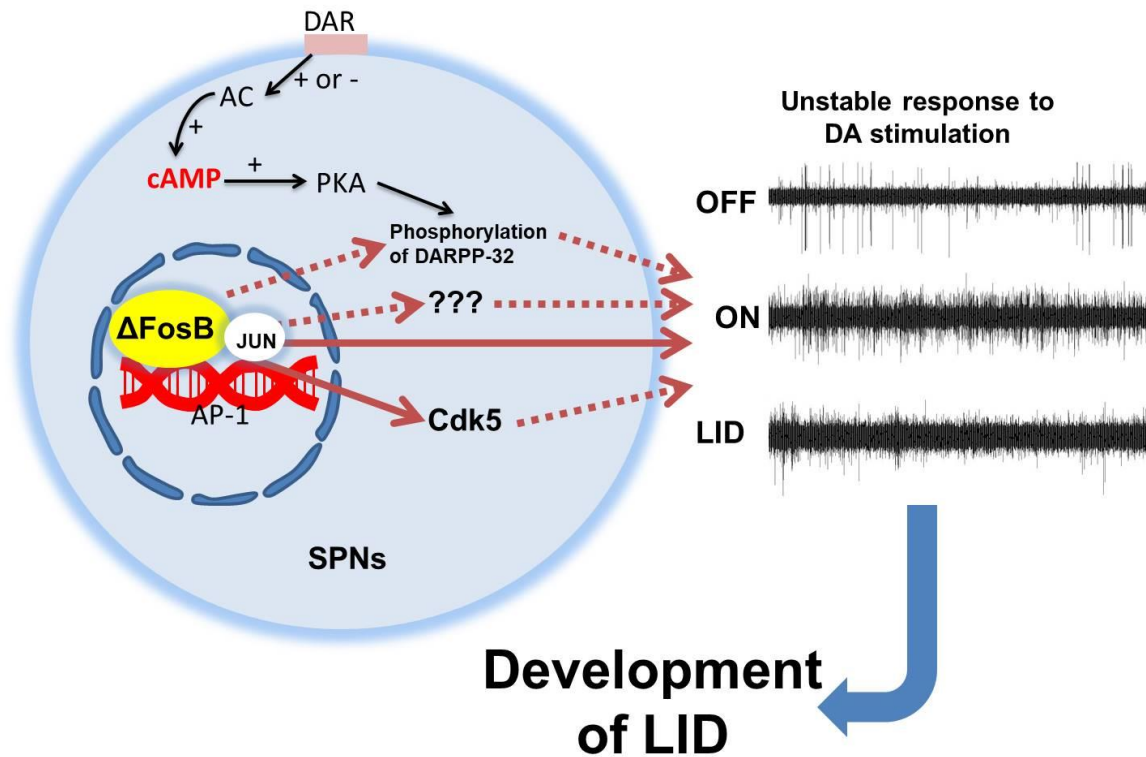 DAR
+ or -
AC
+
cAMP
+
PKA
Phosphorylation
of DARPP-32
???
ΔFosB
JUN
AP-1
Cdk5
SPNs
Unstable response to
DA stimulation
OFF
ON
LID
Development
of LID